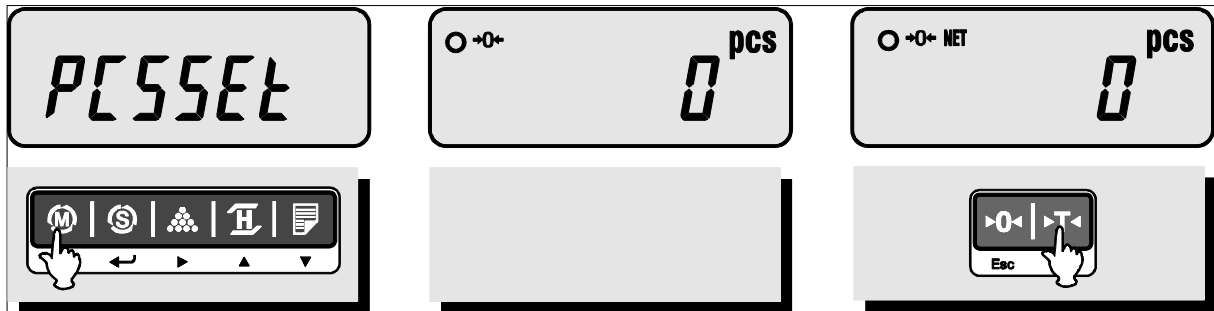 PCSSEt
→0← pcs
0
→0← NET pcs
0
M S H
▸0◂ ▸T◂
Esc